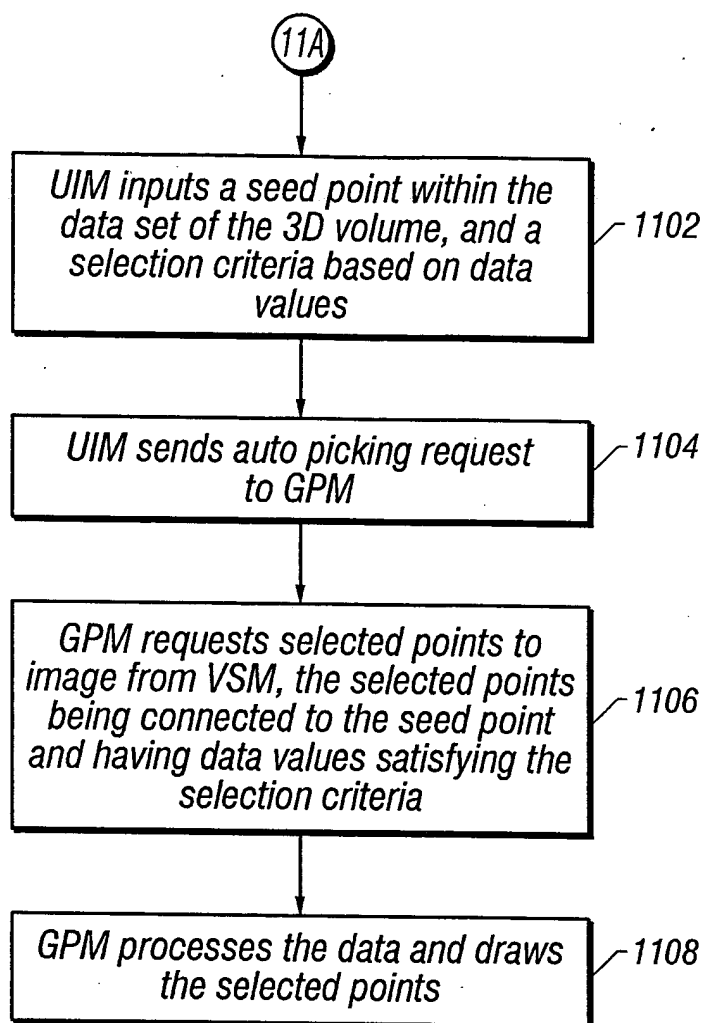 11A
UIM inputs a seed point within the
data set of the 3D volume, and a
selection criteria based on data
values
1102
UIM sends auto picking request
to GPM
1104
GPM requests selected points to
image from VSM, the selected points
being connected to the seed point
and having data values satisfying the
selection criteria
1106
GPM processes the data and draws
the selected points
1108